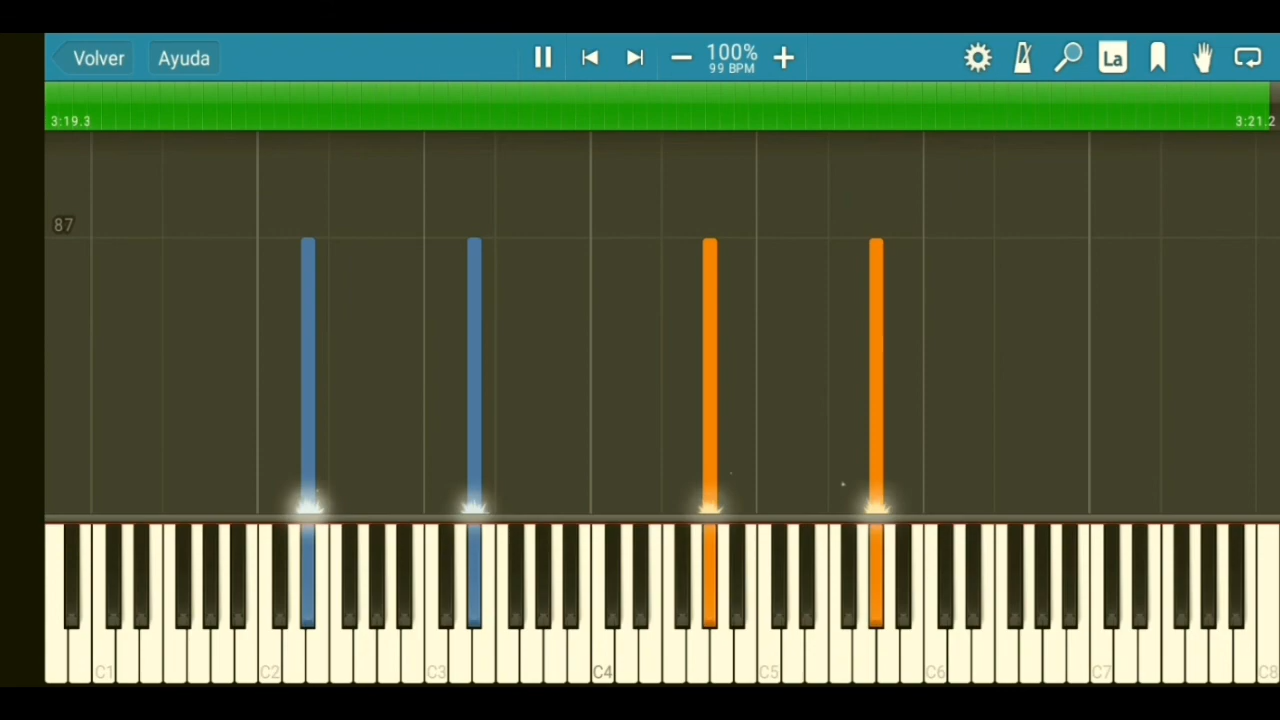 Volver
Ayuda
100%
99 BPM
La
3:19.3
3:21.2
87
C1
C2
C3
C4
C5
C6
C7
C8